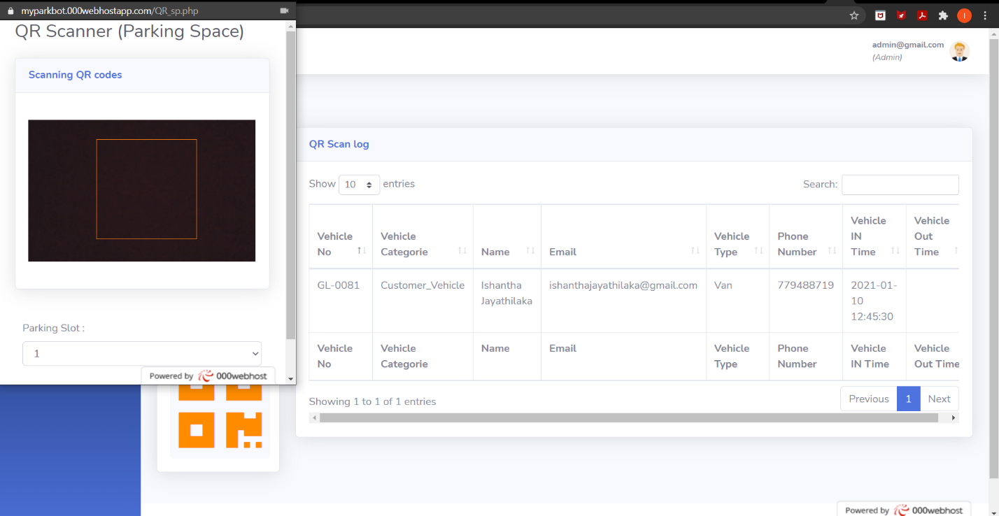 myparkbot.000webhostapp.com/QR_sp.php
QR Scanner (Parking Space)
Scanning QR codes
Parking Slot :
1
Powered by 000webhost
I
admin@gmail.com
(Admin)
QR Scan log
Show 10 entries
Search:
Vehicle No
Vehicle Categorie
Name
Email
Vehicle Type
Phone Number
Vehicle IN Time
Vehicle Out Time
GL-0081
Customer_Vehicle
Ishantha
Jayathilaka
ishanthajayathilaka@gmail.com
Van
779488719
2021-01-
10
12:45:30
Vehicle No
Vehicle Categorie
Name
Email
Vehicle Type
Phone Number
Vehicle IN Time
Vehicle Out Time
Showing 1 to 1 of 1 entries
Previous 1 Next
Powered by 000webhost